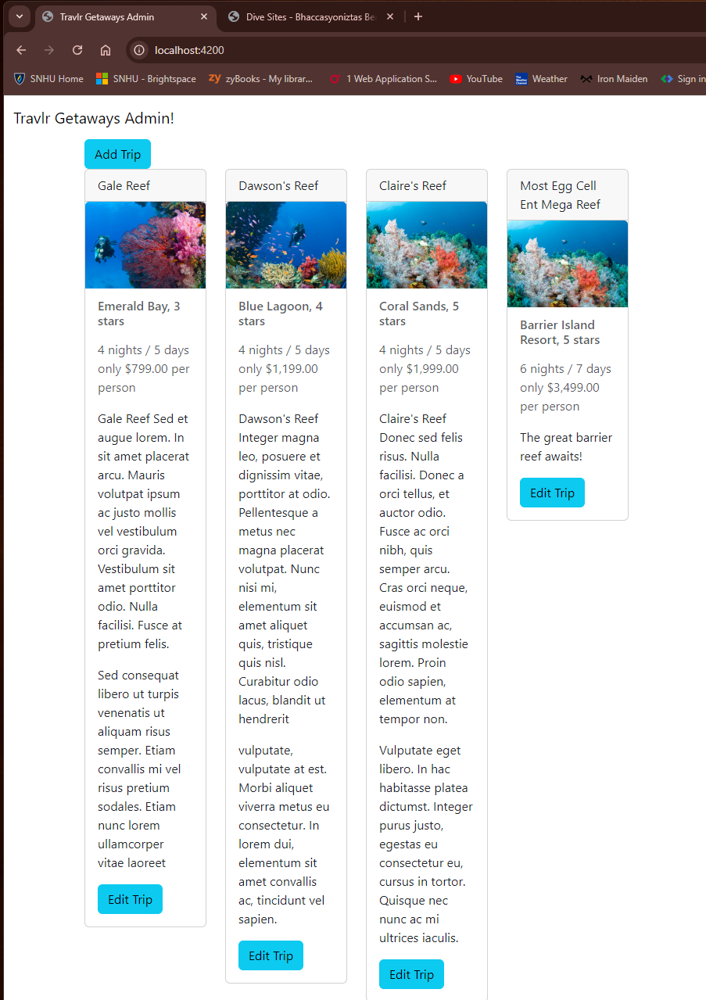 Travlr Getaways Admin
Dive Sites - Bhaccasyoniztas Be
localhost:4200
SNHU Home
SNHU - Brightspace
zy
zyBooks - My librar...
1 Web Application S...
YouTube
Weather
Iron Maiden
Sign in
Travlr Getaways Admin!
Add Trip
Gale Reef
Emerald Bay, 3
stars
4 nights / 5 days
only $799.00 per
person
Gale Reef Sed et
augue lorem. In
sit amet placerat
arcu. Mauris
volutpat ipsum
ac justo mollis
vel vestibulum
orci gravida.
Vestibulum sit
amet porttitor
odio. Nulla
facilisi. Fusce at
pretium felis.
Sed consequat
libero ut turpis
venenatis ut
aliquam risus
semper. Etiam
convallis mi vel
risus pretium
sodales. Etiam
nunc lorem
ullamcorper
vitae laoreet
Edit Trip
Dawson's Reef
Blue Lagoon, 4
stars
4 nights / 5 days
only $1,199.00
per person
Dawson's Reef
Integer magna
leo, posuere et
dignissim vitae,
porttitor at odio.
Pellentesque a
metus nec
magna placerat
volutpat. Nunc
nisi mi,
elementum sit
amet aliquet
quis, tristique
quis nisl.
Curabitur odio
lacus, blandit ut
hendrerit
vulputate,
vulputate at est.
Morbi aliquet
viverra metus eu
consectetur. In
lorem dui,
elementum sit
amet convallis
ac, tincidunt vel
sapien.
Edit Trip
Claire's Reef
Coral Sands, 5
stars
4 nights / 5 days
only $1,999.00
per person
Claire's Reef
Donec sed felis
risus. Nulla
facilisi. Donec a
orci tellus, et
auctor odio.
Fusce ac orci
nibh, quis
semper arcu.
Cras orci neque,
euismod et
accumsan ac,
sagittis molestie
lorem. Proin
odio sapien,
elementum at
tempor non.
Vulputate eget
libero. In hac
habitasse platea
dictumst. Integer
purus justo,
egestas eu
consectetur eu,
cursus in tortor.
Quisque nec
nunc ac mi
ultrices iaculis.
Edit Trip
Most Egg Cell
Ent Mega Reef
Barrier Island
Resort, 5 stars
6 nights / 7 days
only $3,499.00
per person
The great barrier
reef awaits!
Edit Trip